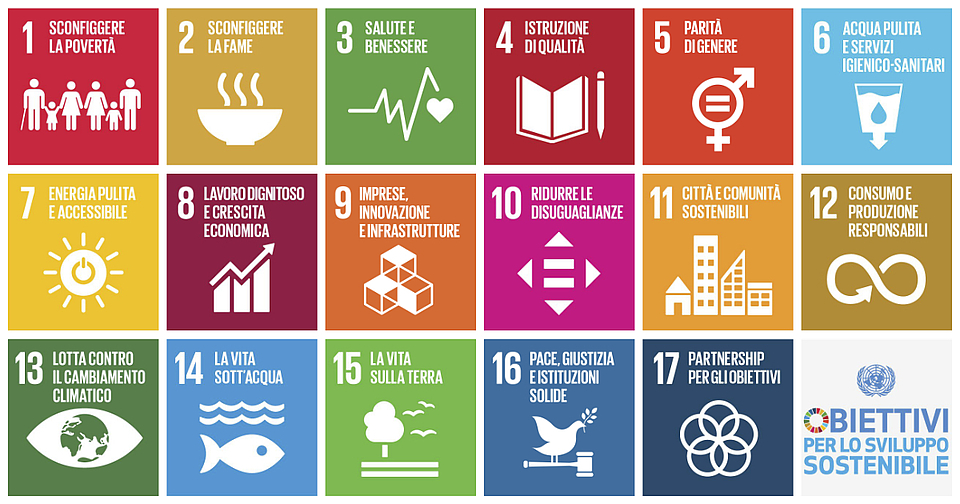 1 SCONFIGGERE
LA POVERTÀ
2 SCONFIGGERE
LA FAME
3 SALUTE E
BENESSERE
4 ISTRUZIONE
DI QUALITÀ
5 PARITÀ
DI GENERE
6 ACQUA PULITA
E SERVIZI
IGIENICO-SANITARI
7 ENERGIA PULITA
E ACCESSIBILE
8 LAVORO DIGNITOSO
E CRESCITA
ECONOMICA
9 IMPRESE,
INNOVAZIONE
E INFRASTRUTTURE
10 RIDURRE LE
DISUGUAGLIANZE
11 CITTÀ E COMUNITÀ
SOSTENIBILI
12 CONSUMO E
PRODUZIONE
RESPONSABILI
13 LOTTA CONTRO
IL CAMBIAMENTO
CLIMATICO
14 LA VITA
SOTT'ACQUA
15 LA VITA
SULLA TERRA
16 PACE, GIUSTIZIA
E ISTITUZIONI
SOLIDE
17 PARTNERSHIP
PER GLI OBIETTIVI
OBIETTIVI
PER LO SVILUPPO
SOSTENIBILE